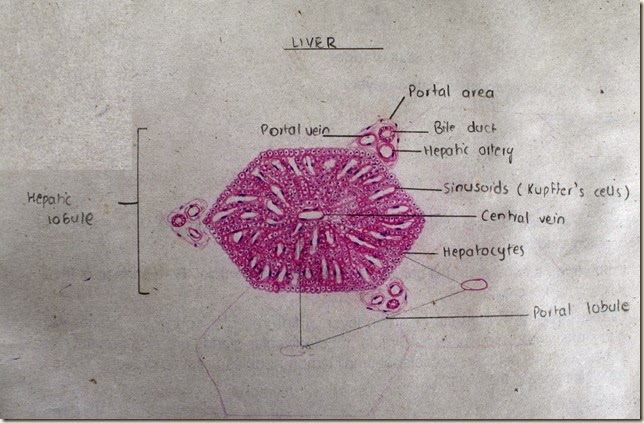 LIVER
Portal area
Portal vein
Bile duct
Hepatic artery
Sinusoids (Kupffer's cells)
Hepatic
lobule
Central vein
Hepatocytes
Portal lobule